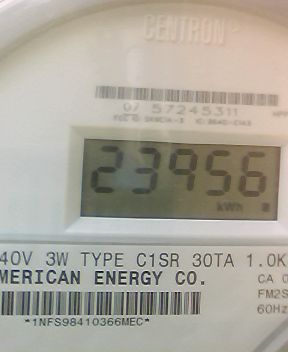 CENTRON
07 57245311
23956
kWh
40V 3W TYPE C1SR 30TA 1.0K
MERICAN ENERGY CO.
CA 0
FM2S
60Hz
*1NFS98410366MEC*